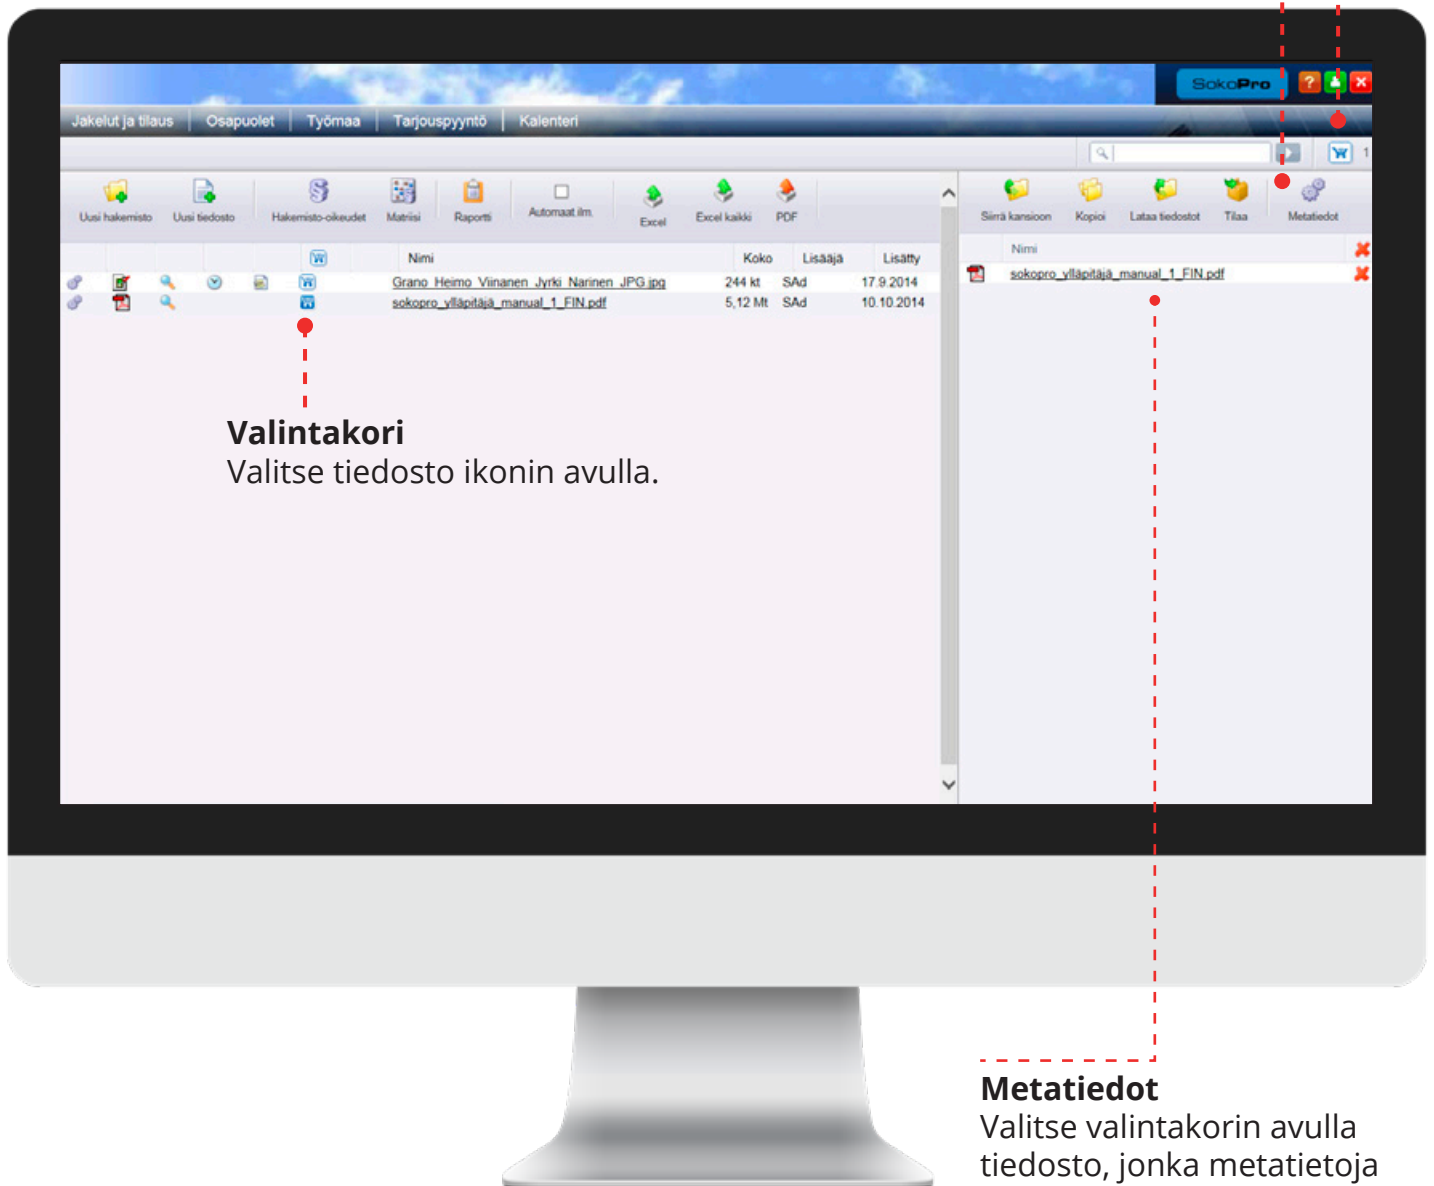 SokoPro
Jakelut ja tilaus Osapuolet Työmaa Tarjouspyyntö Kalenteri
1
Uusi hakemisto Uusi tiedosto Hakemisto-oikeudet Matriisi Raportti Automaat.ilm. Excel Excel kaikki PDF
Siirrä kansioon Kopioi Lataa tiedostot Tilaa Metatiedot
Nimi Koko Lisääjä Lisätty
Grano_Heimo_Viinanen_Jyrki_Narinen_JPG.jpg 244 kt SAd 17.9.2014
sokopro_ylläpitäjä_manual_1_FIN.pdf 5,12 Mt SAd 10.10.2014
Nimi
sokopro_ylläpitäjä_manual_1_FIN.pdf
Valintakori
Valitse tiedosto ikonin avulla.
Metatiedot
Valitse valintakorin avulla
tiedosto, jonka metatietoja